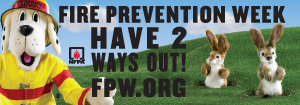 FIRE PREVENTION WEEK
HAVE 2
WAYS OUT!
FPW.ORG
NFPA